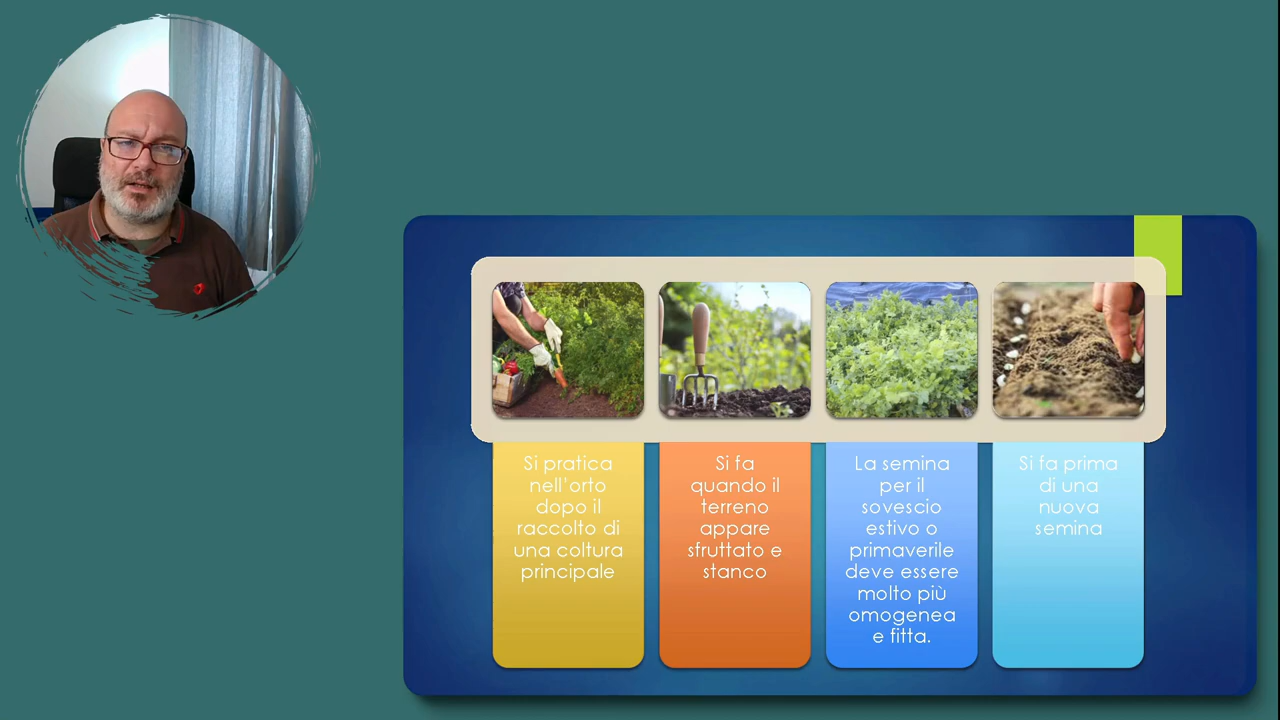 Si pratica
nell'orto
dopo il
raccolto di
una coltura
principale
Si fa
quando il
terreno
appare
sfruttato e
stanco
La semina
per il
sovescio
estivo o
primaverile
deve essere
molto più
omogenea
e fitta.
Si fa prima
di una
nuova
semina